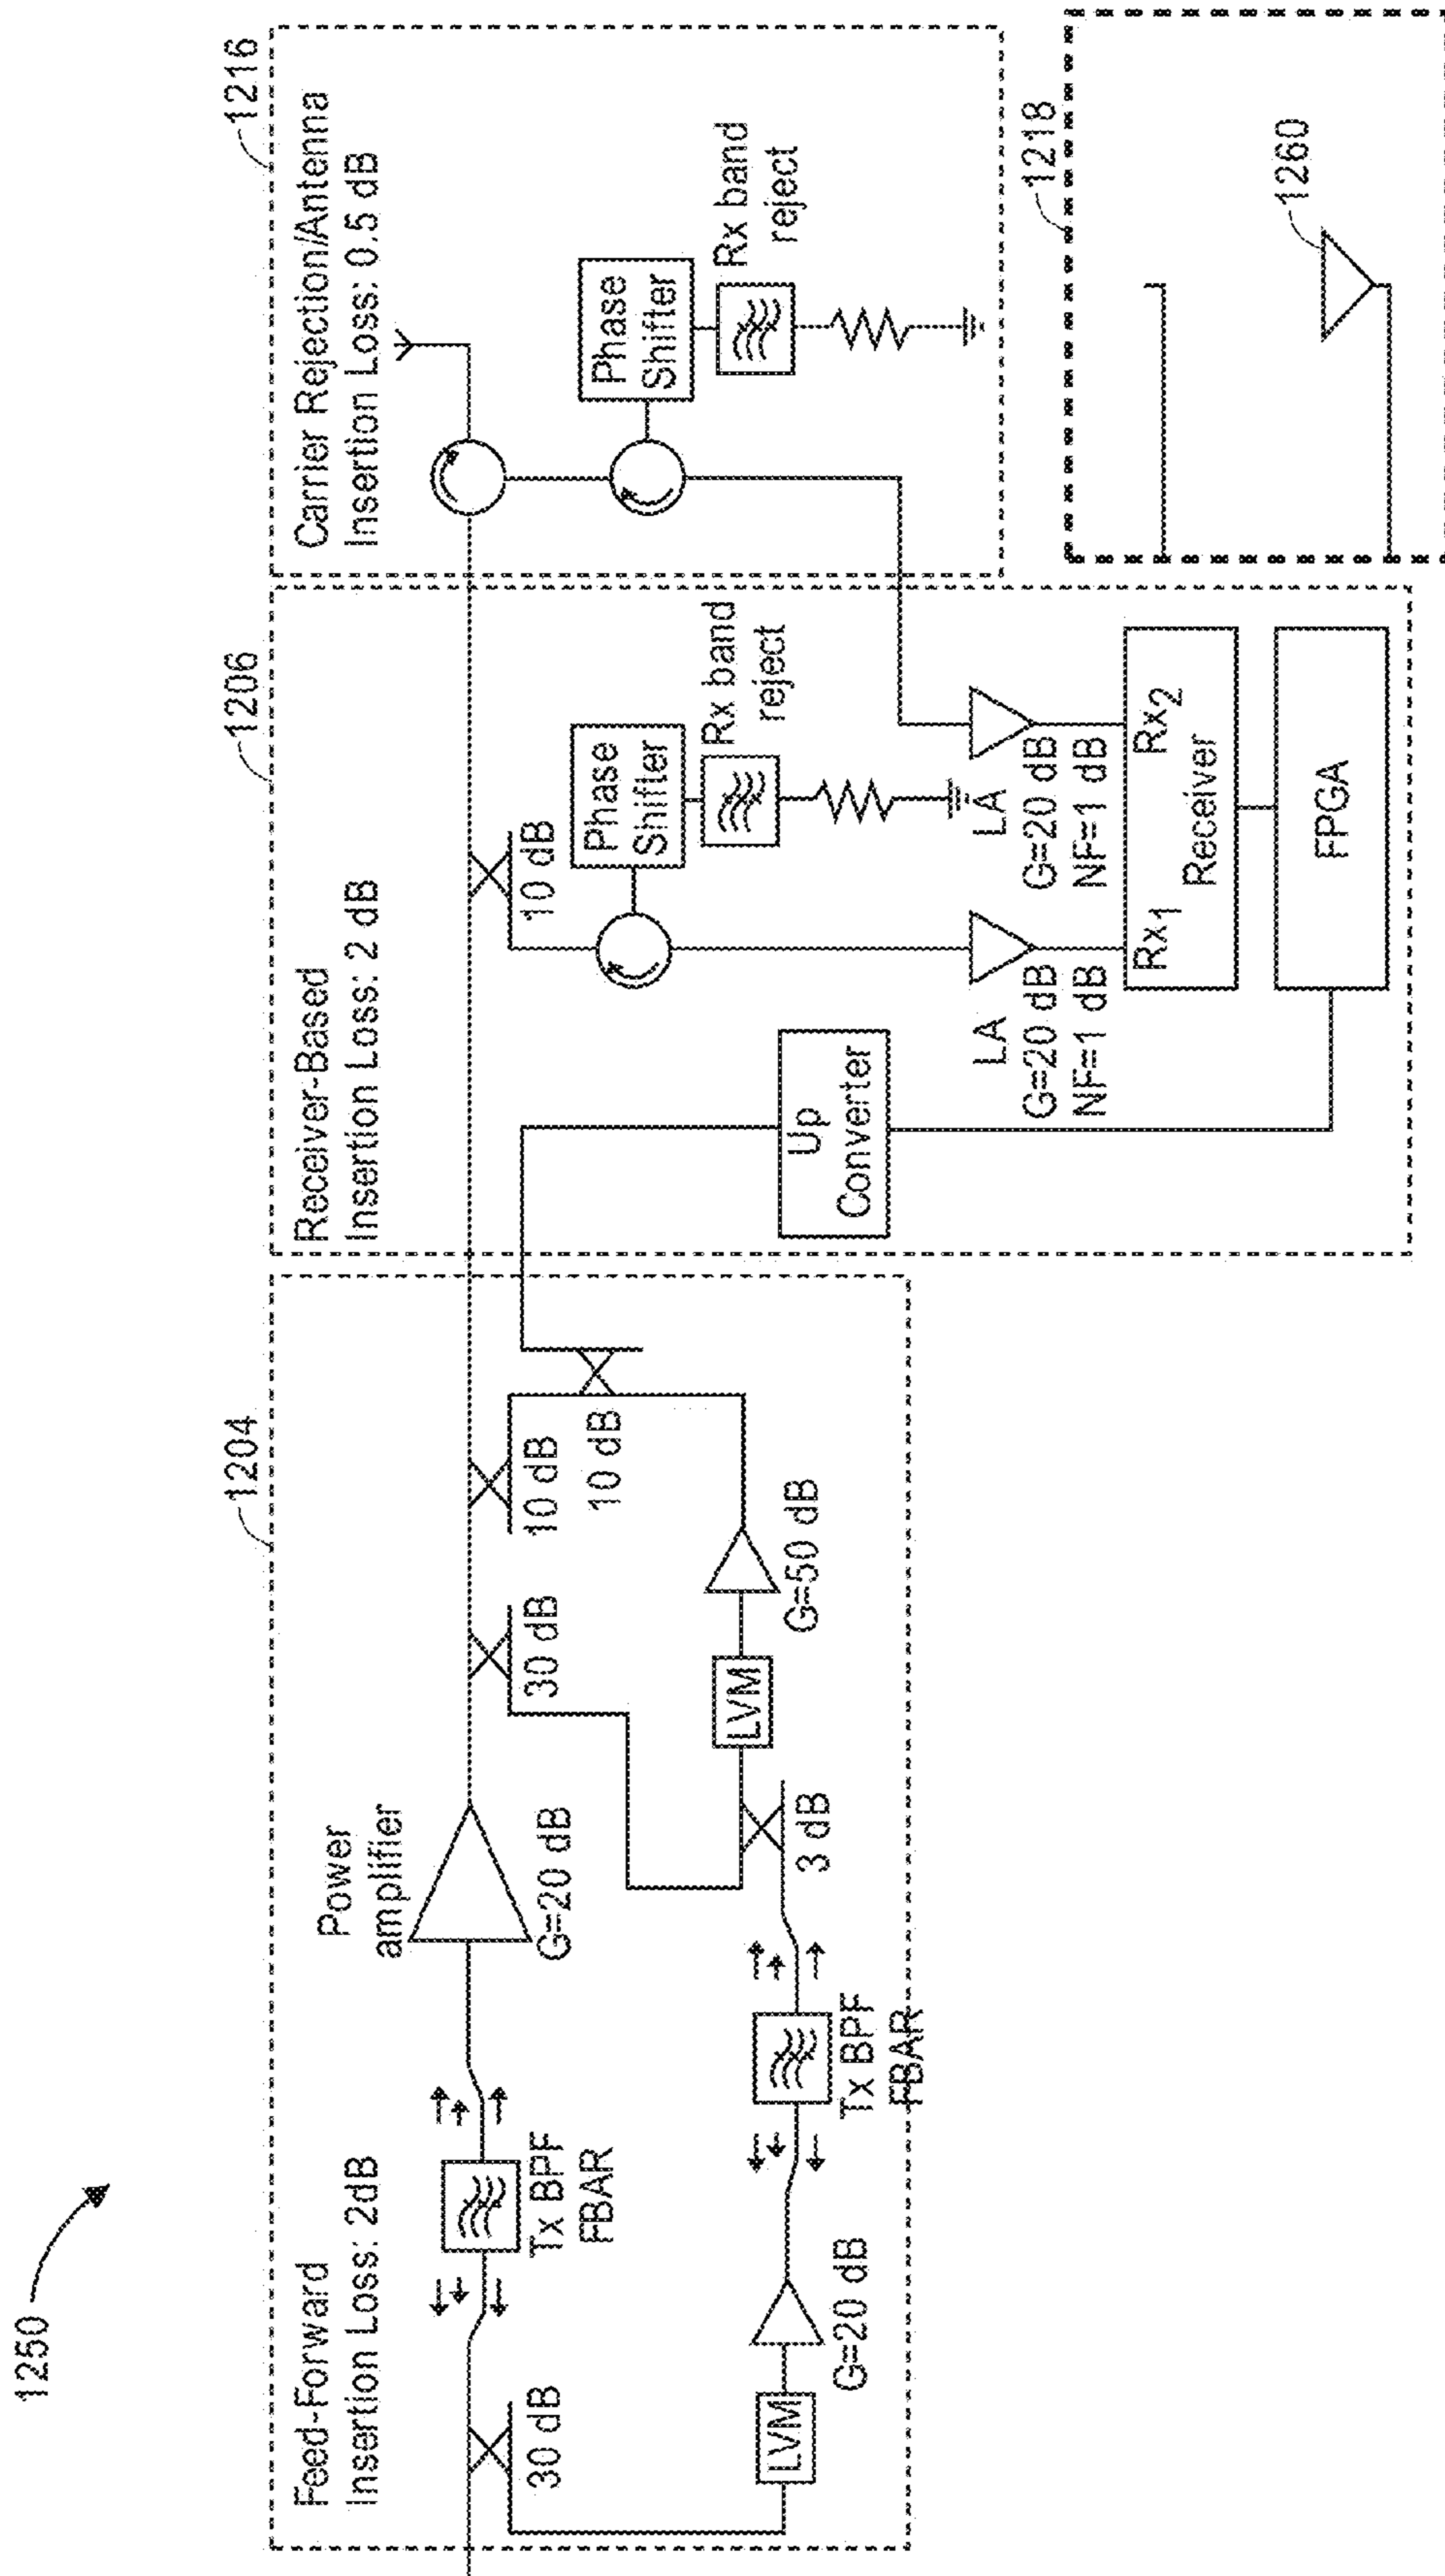 1250
1204
Feed-Forward
Insertion Loss: 2dB
30 dB
LVM
G=20 dB
Tx BPF
FBAR
Tx BPF
FBAR
Power
amplifier
G=20 dB
3 dB
30 dB
LVM
G=50 dB
10 dB
10 dB
1206
Receiver-Based
Insertion Loss: 2 dB
Up
Converter
10 dB
Phase
Shifter
Rx band
reject
LA
G=20 dB
NF=1 dB
LA
G=20 dB
NF=1 dB
Rx1
Rx2
Receiver
FPGA
1216
Carrier Rejection/Antenna
Insertion Loss: 0.5 dB
Phase
Shifter
Rx band
reject
1218
1260